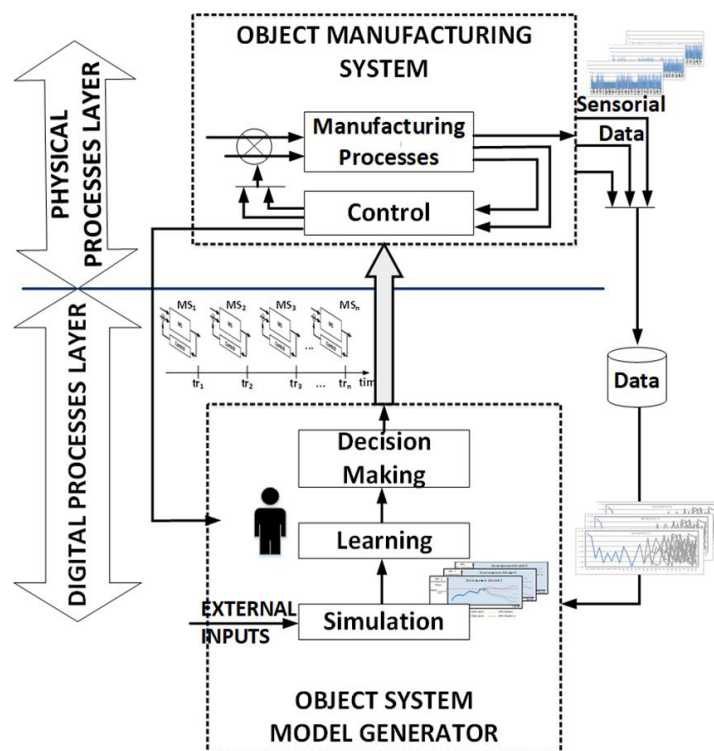 OBJECT MANUFACTURING
SYSTEM
Sensorial
Data
Manufacturing
Processes
Control
PHYSICAL
PROCESSES LAYER
MS1 MS2 MS3 MSn
...
tr1 tr2 tr3 ... trn tim
Data
DIGITAL PROCESSES LAYER
Decision
Making
Learning
Simulation
EXTERNAL
INPUTS
OBJECT SYSTEM
MODEL GENERATOR